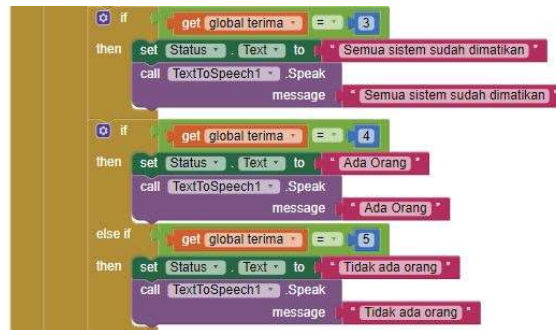 if get global terima = 3
then set Status . Text to " Semua sistem sudah dimatikan "
call TextToSpeech1 .Speak
message " Semua sistem sudah dimatikan "
if get global terima = 4
then set Status . Text to " Ada Orang "
call TextToSpeech1 .Speak
message " Ada Orang "
else if get global terima = 5
then set Status . Text to " Tidak ada orang "
call TextToSpeech1 .Speak
message " Tidak ada orang "